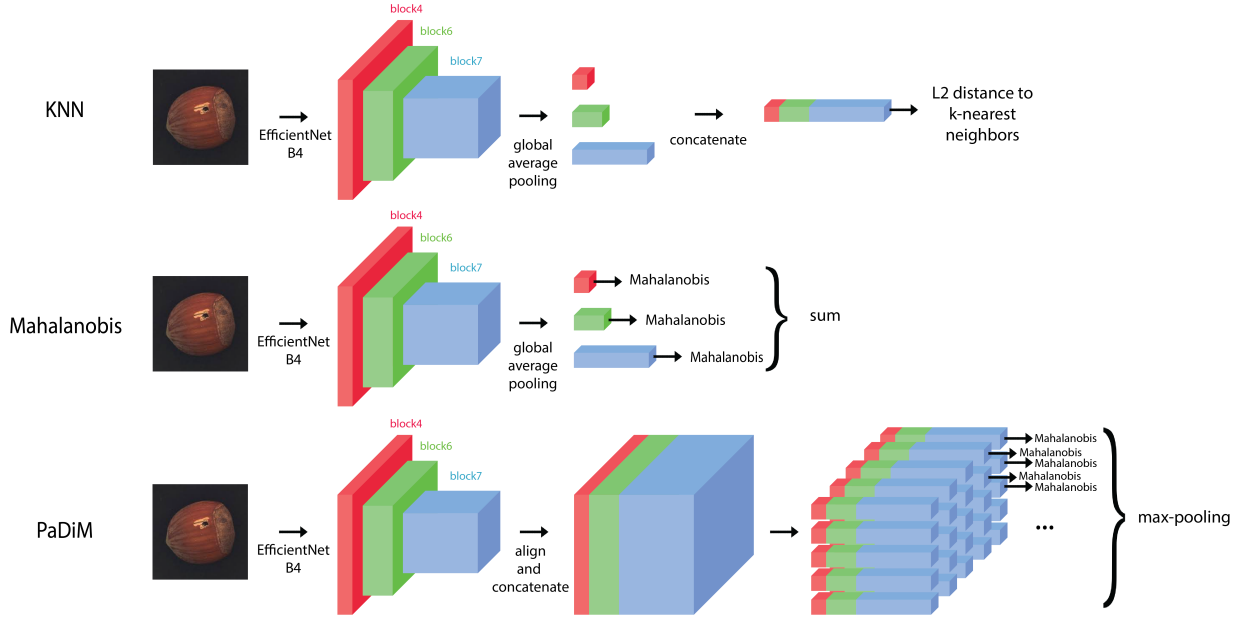 block4
block6
block7
KNN
EfficientNet
B4
global
average
pooling
concatenate
L2 distance to
k-nearest
neighbors
block4
block6
block7
Mahalanobis
EfficientNet
B4
global
average
pooling
Mahalanobis
Mahalanobis
Mahalanobis
sum
block4
block6
block7
PaDiM
EfficientNet
B4
align
and
concatenate
Mahalanobis
Mahalanobis
Mahalanobis
Mahalanobis
Mahalanobis
...
max-pooling